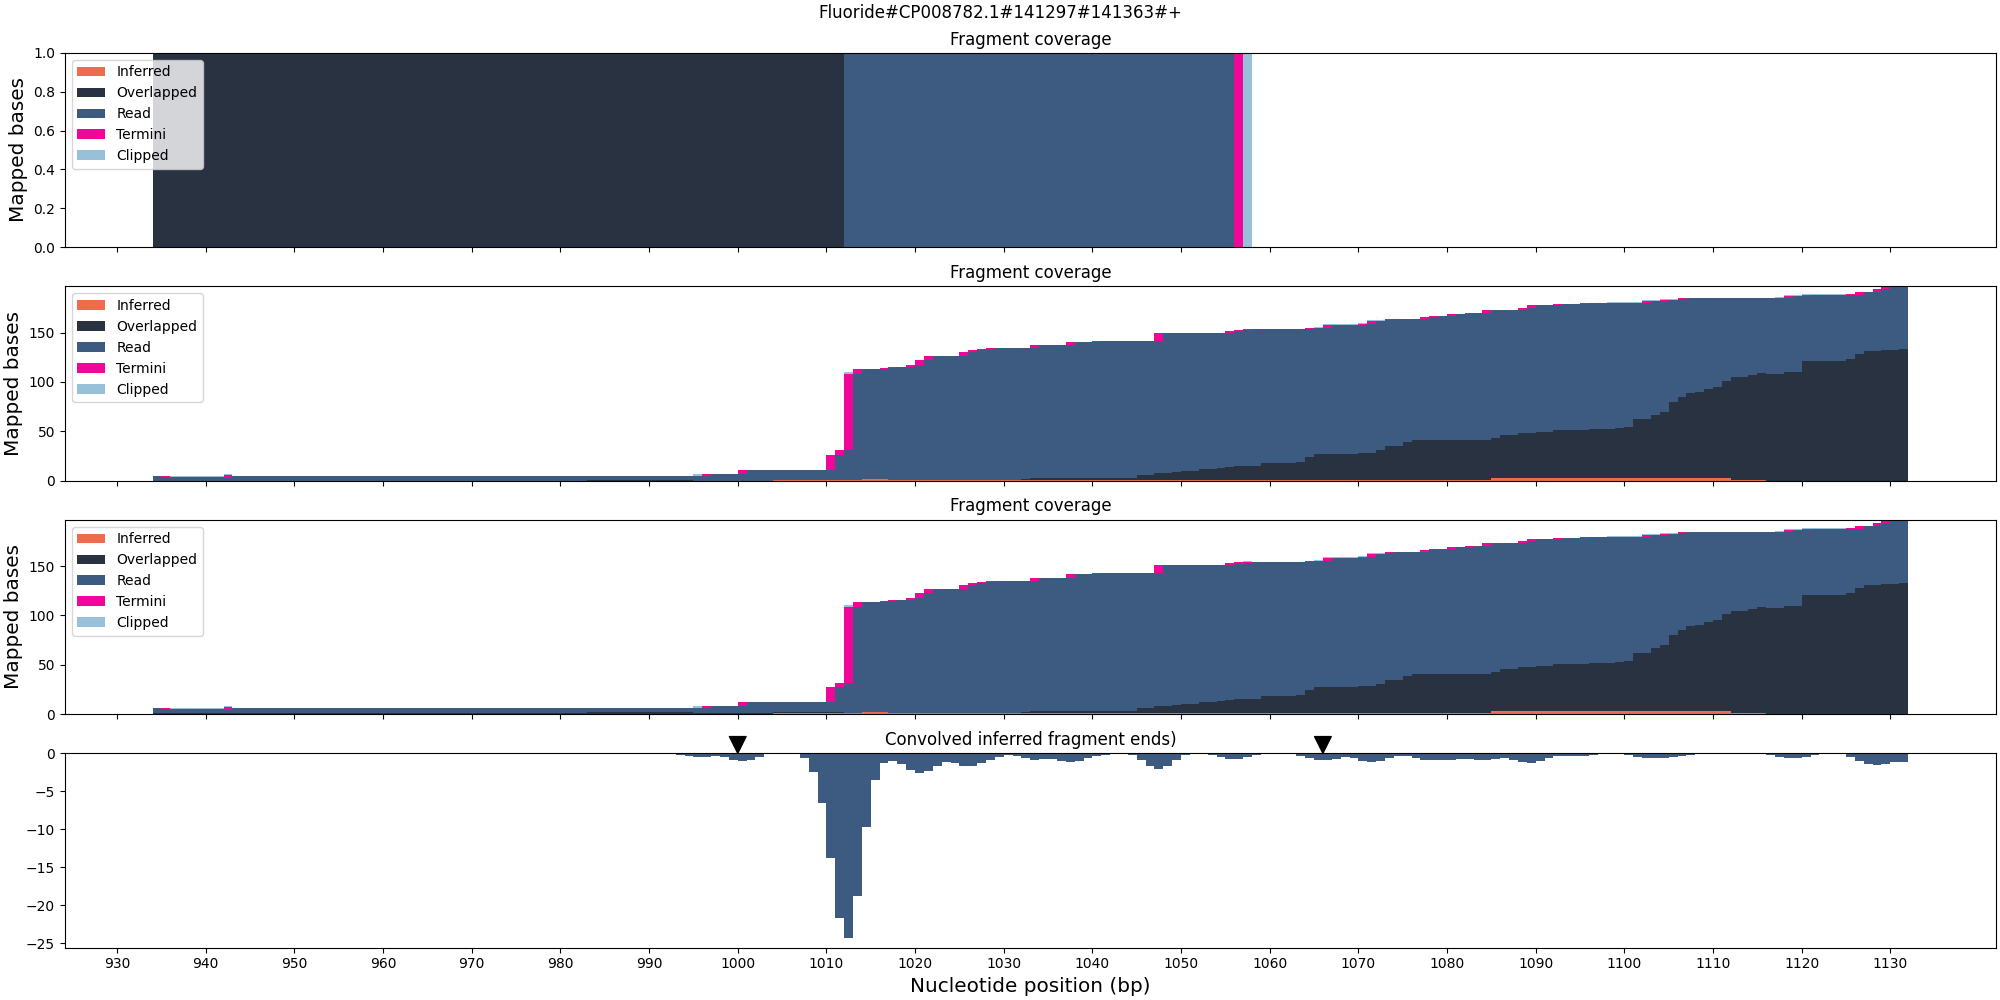 Fluoride#CP008782.1#141297#141363#+
Fragment coverage
Mapped bases
1.0
0.8
0.6
0.4
0.2
0.0
Inferred
Overlapped
Read
Termini
Clipped
Fragment coverage
Mapped bases
150
100
50
0
Inferred
Overlapped
Read
Termini
Clipped
Fragment coverage
Mapped bases
150
100
50
0
Inferred
Overlapped
Read
Termini
Clipped
Convolved inferred fragment ends)
0
−5
−10
−15
−20
−25
930 940 950 960 970 980 990 1000 1010 1020 1030 1040 1050 1060 1070 1080 1090 1100 1110 1120 1130
Nucleotide position (bp)